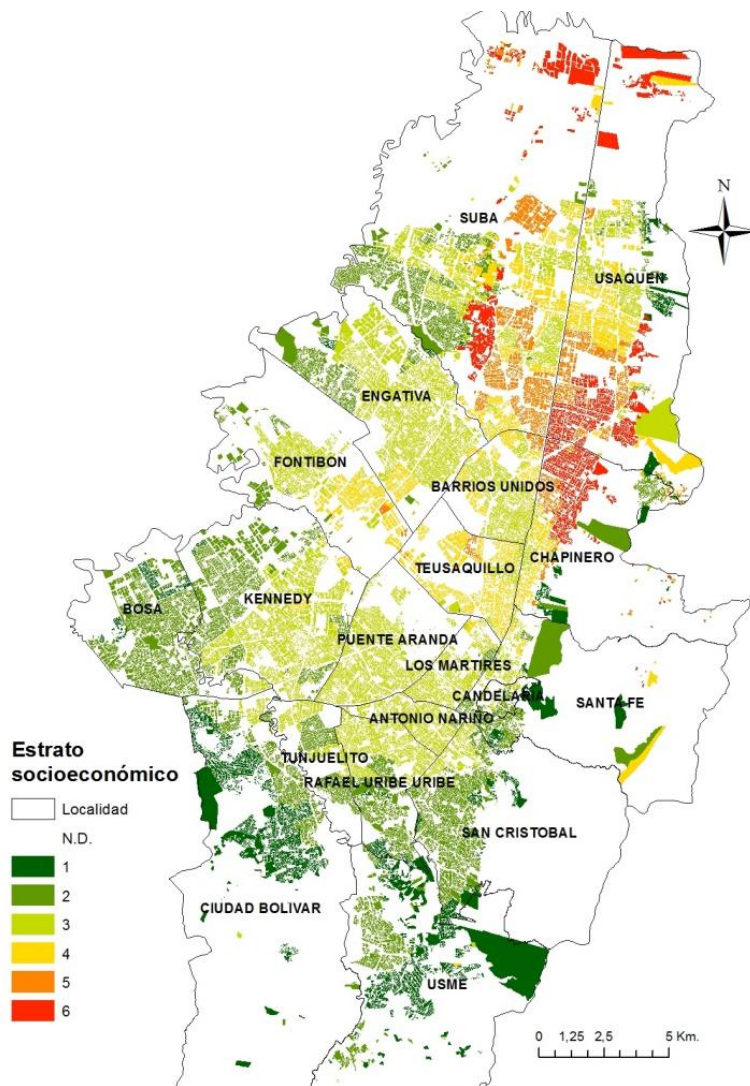 N
SUBA
USAQUEN
ENGATIVA
FONTIBON
BARRIOS UNIDOS
TEUSAQUILLO
CHAPINERO
BOSA
KENNEDY
PUENTE ARANDA
LOS MARTIRES
CANDELARIA
SANTA FE
ANTONIO NARIÑO
TUNJUELITO
RAFAEL URIBE URIBE
SAN CRISTOBAL
CIUDAD BOLIVAR
USME
Estrato
socioeconómico
Localidad
N.D.
1
2
3
4
5
6
0 1,25 2,5 5 Km.